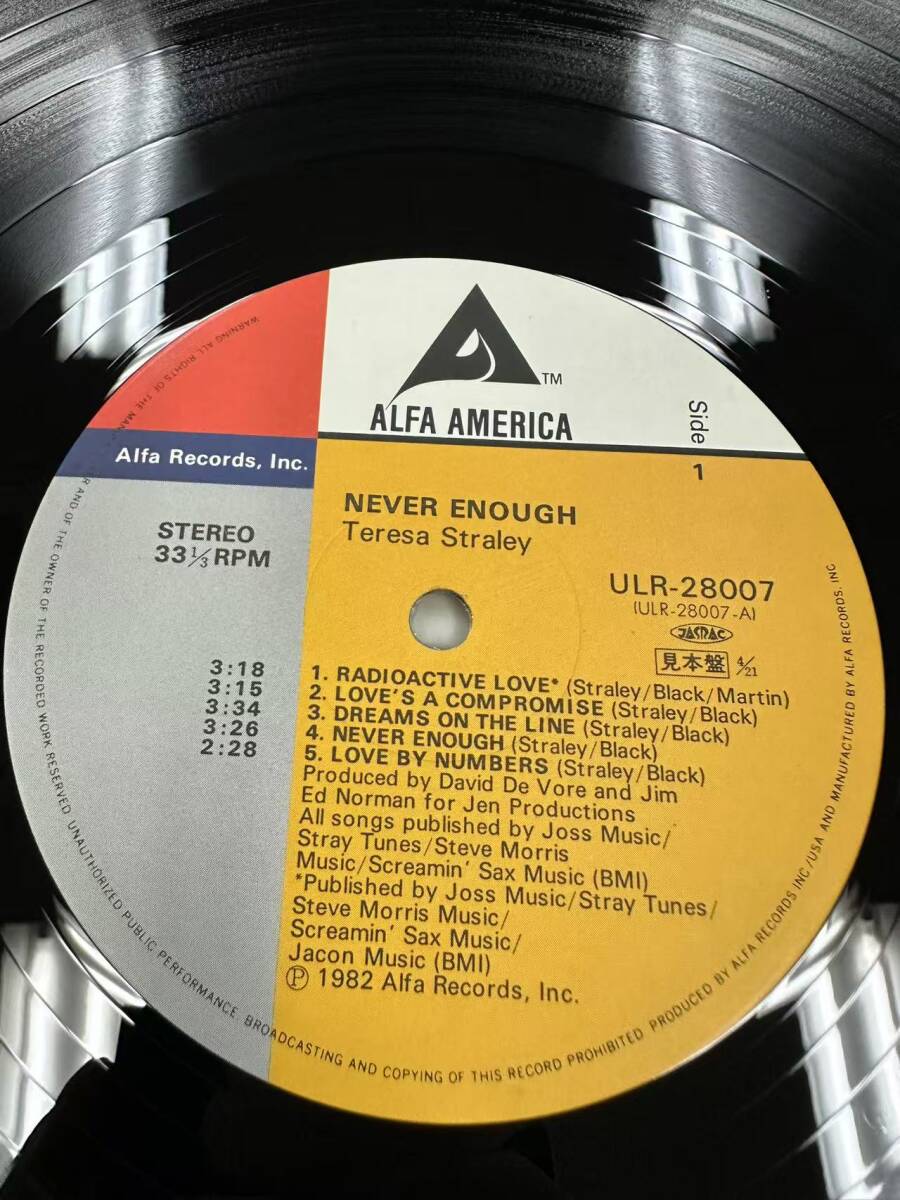 TM
ALFA AMERICA
Side
1
Alfa Records, Inc.
STEREO
33 1/3 RPM
NEVER ENOUGH
Teresa Straley
ULR-28007
(ULR-28007-A)
JASRAC
見本盤 4/21
3:18 1. RADIOACTIVE LOVE* (Straley/Black/Martin)
3:15 2. LOVE'S A COMPROMISE (Straley/Black)
3:34 3. DREAMS ON THE LINE (Straley/Black)
3:26 4. NEVER ENOUGH (Straley/Black)
2:28 5. LOVE BY NUMBERS (Straley/Black)
Produced by David De Vore and Jim
Ed Norman for Jen Productions
All songs published by Joss Music/
Stray Tunes/Steve Morris
Music/Screamin' Sax Music (BMI)
*Published by Joss Music/Stray Tunes/
Steve Morris Music/
Screamin' Sax Music/
Jacon Music (BMI)
Ⓟ 1982 Alfa Records, Inc.
WARNING ALL RIGHTS OF THE AND OF THE OWNER OF THE RECORDED WORK RESERVED UNAUTHORIZED PUBLIC PERFORMANCE BROADCASTING AND COPYING OF THIS RECORD PROHIBITED PRODUCED BY ALFA RECORDS INC/USA AND MANUFACTURED BY ALFA RECORDS, INC